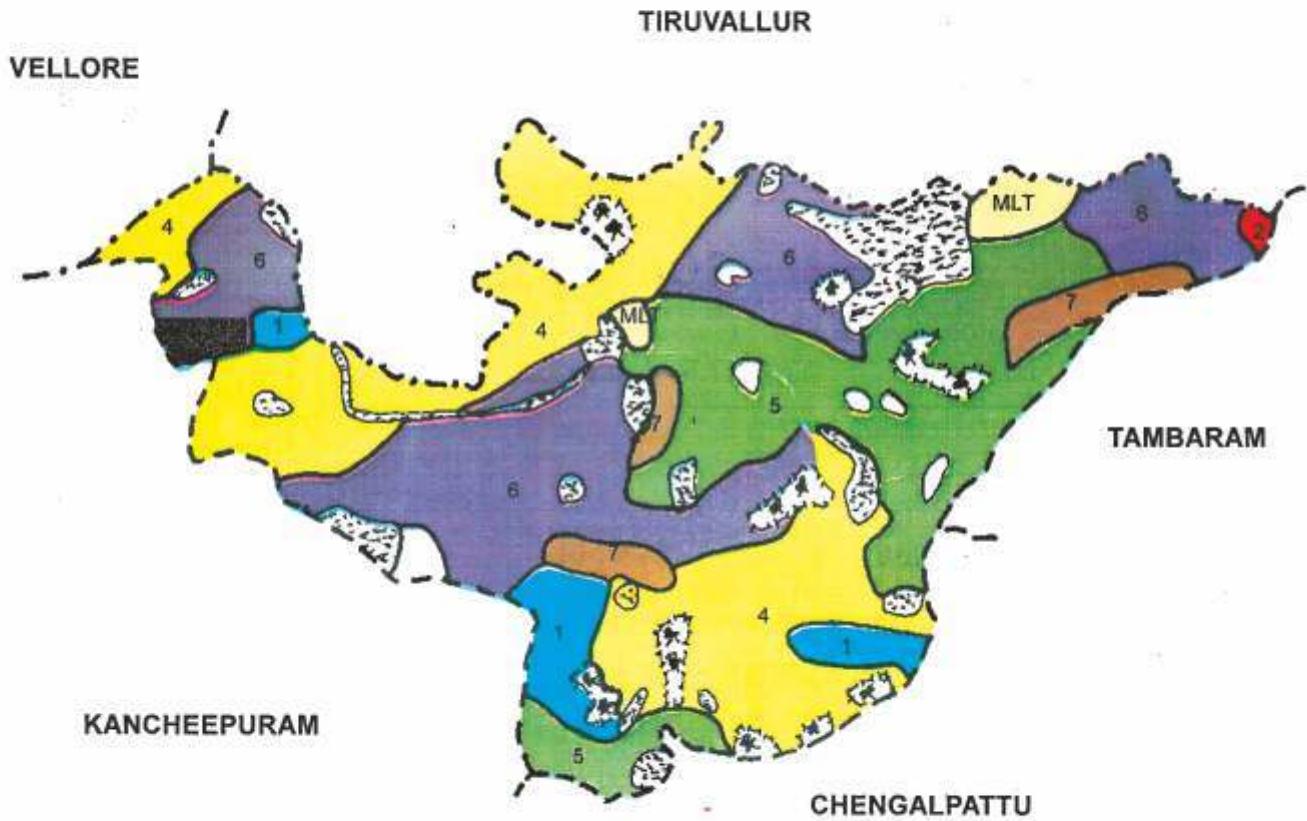 TIRUVALLUR
VELLORE
MLT
6
2
4
6
6
7
1
4
MLT
5
7
6
TAMBARAM
7
4
1
1
KANCHEEPURAM
5
CHENGALPATTU